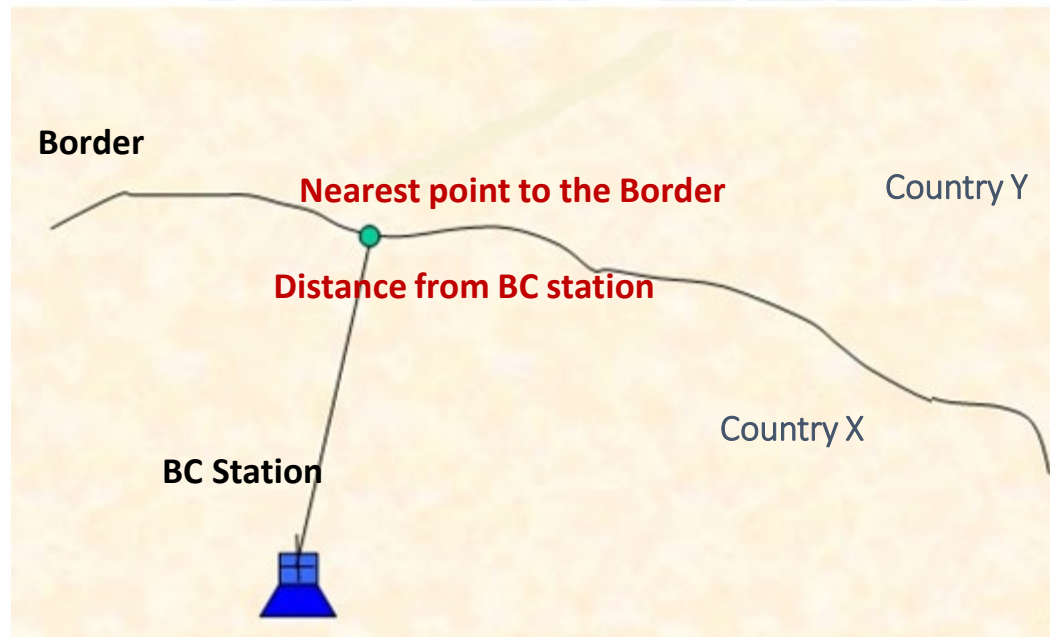 Border
Nearest point to the Border
Country Y
Distance from BC station
Country X
BC Station